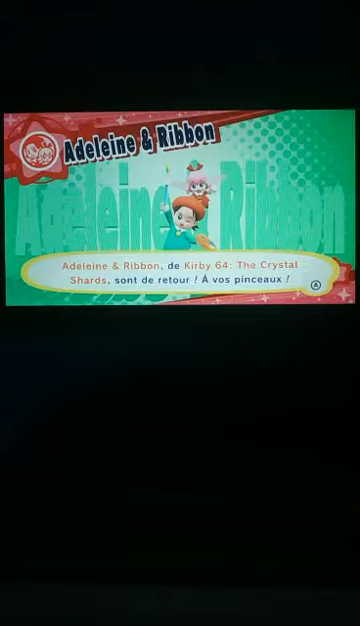 Adeleine & Ribbon
Adeleine Ribbon
Adeleine & Ribbon, de Kirby 64: The Crystal
Shards, sont de retour ! À vos pinceaux !
A